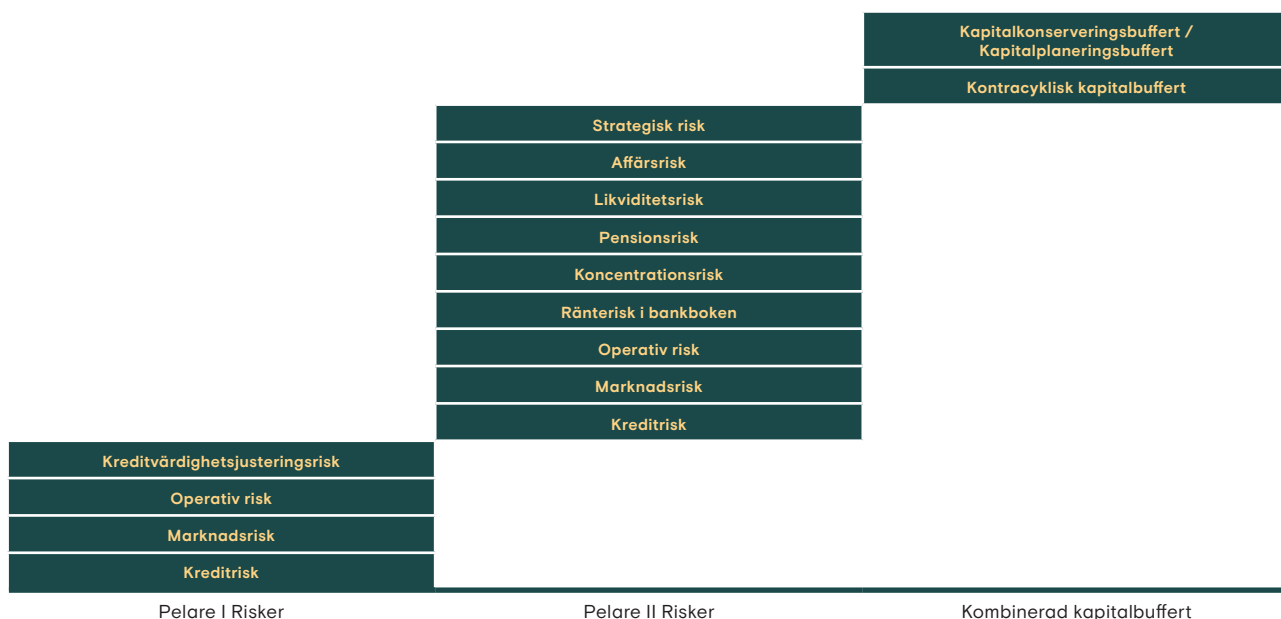 Kapitalkonserveringsbuffert /
Kapitalplaneringsbuffert
Kontracyklisk kapitalbuffert
Strategisk risk
Affärsrisk
Likviditetsrisk
Pensionsrisk
Koncentrationsrisk
Ränterisk i bankboken
Operativ risk
Marknadsrisk
Kreditrisk
Kreditvärdighetsjusteringsrisk
Operativ risk
Marknadsrisk
Kreditrisk
Pelare I Risker
Pelare II Risker
Kombinerad kapitalbuffert